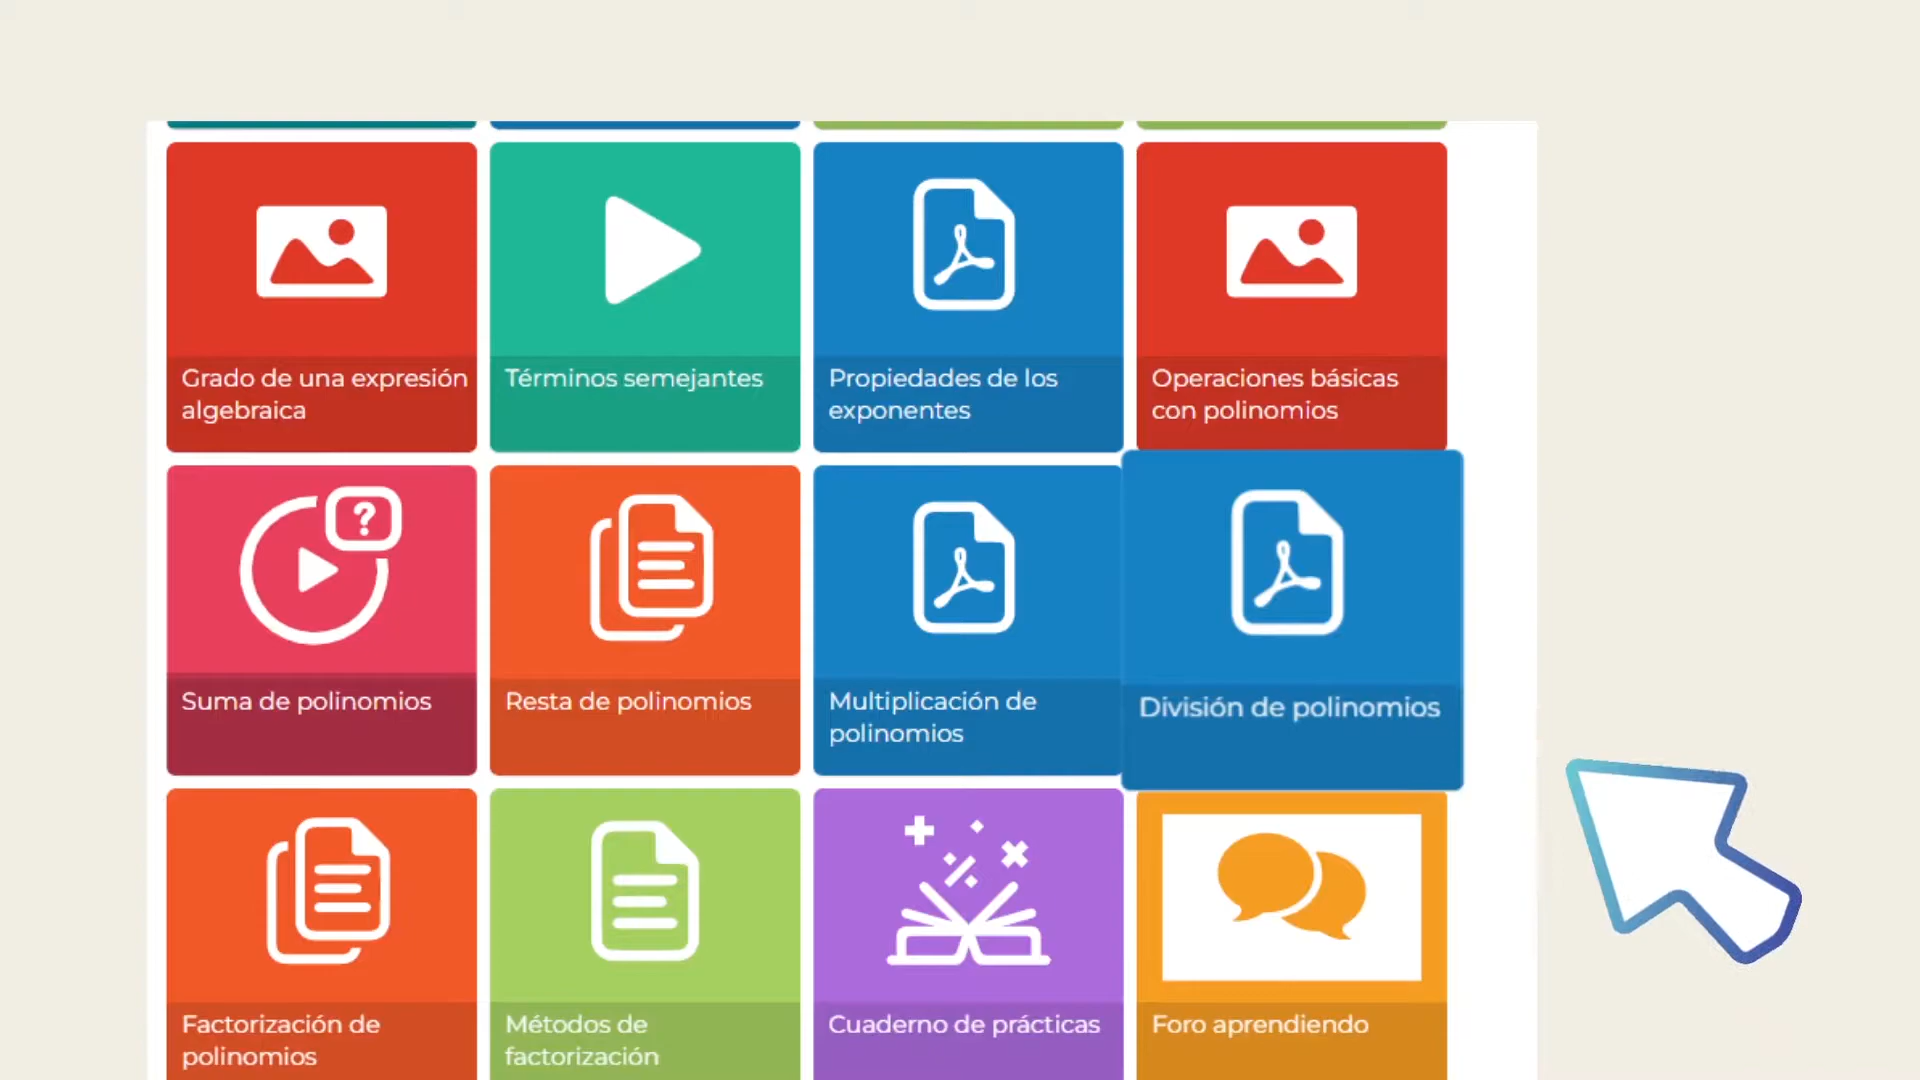 Grado de una expresión
algebraica
Términos semejantes
Propiedades de los
exponentes
Operaciones básicas
con polinomios
?
Suma de polinomios
Resta de polinomios
Multiplicación de
polinomios
División de polinomios
Factorización de
polinomios
Métodos de
factorización
Cuaderno de prácticas
Foro aprendiendo